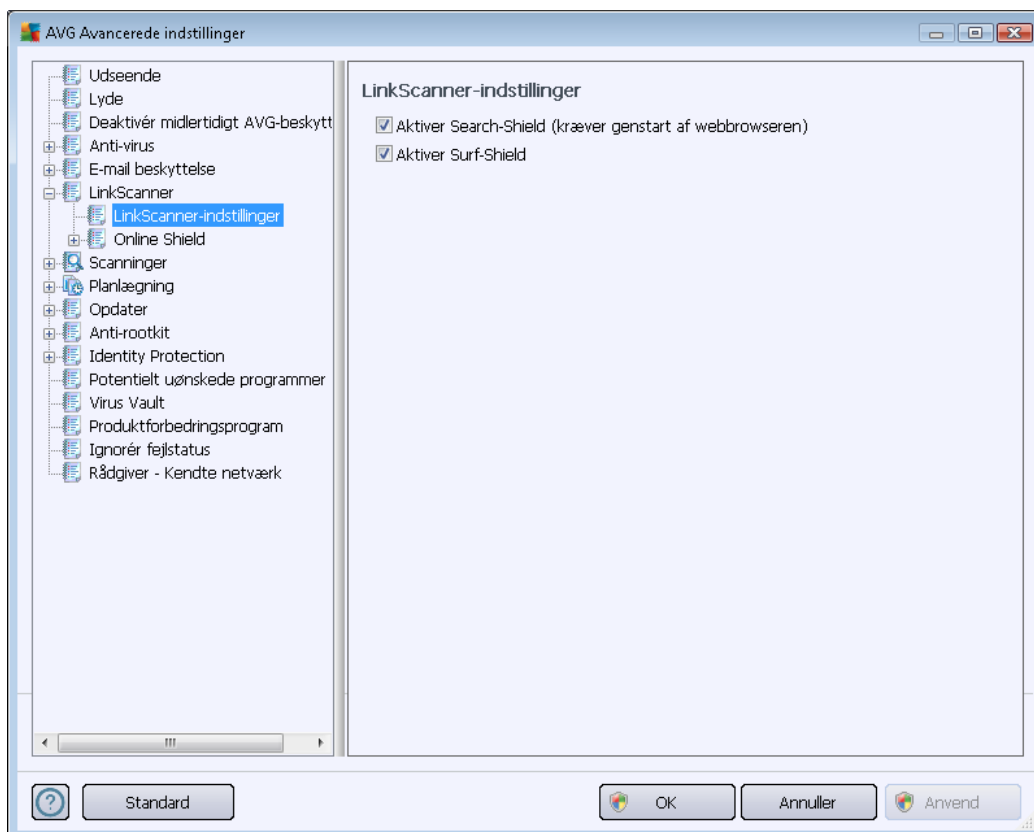 AVG Avancerede indstillinger
Udseende
Lyde
Deaktivér midlertidigt AVG-beskytt
Anti-virus
E-mail beskyttelse
LinkScanner
LinkScanner-indstillinger
Online Shield
Scanninger
Planlægning
Opdater
Anti-rootkit
Identity Protection
Potentielt uønskede programmer
Virus Vault
Produktforbedringsprogram
Ignorér fejlstatus
Rådgiver - Kendte netværk
LinkScanner-indstillinger
Aktiver Search-Shield (kræver genstart af webbrowseren)
Aktiver Surf-Shield
Standard
OK
Annuller
Anvend